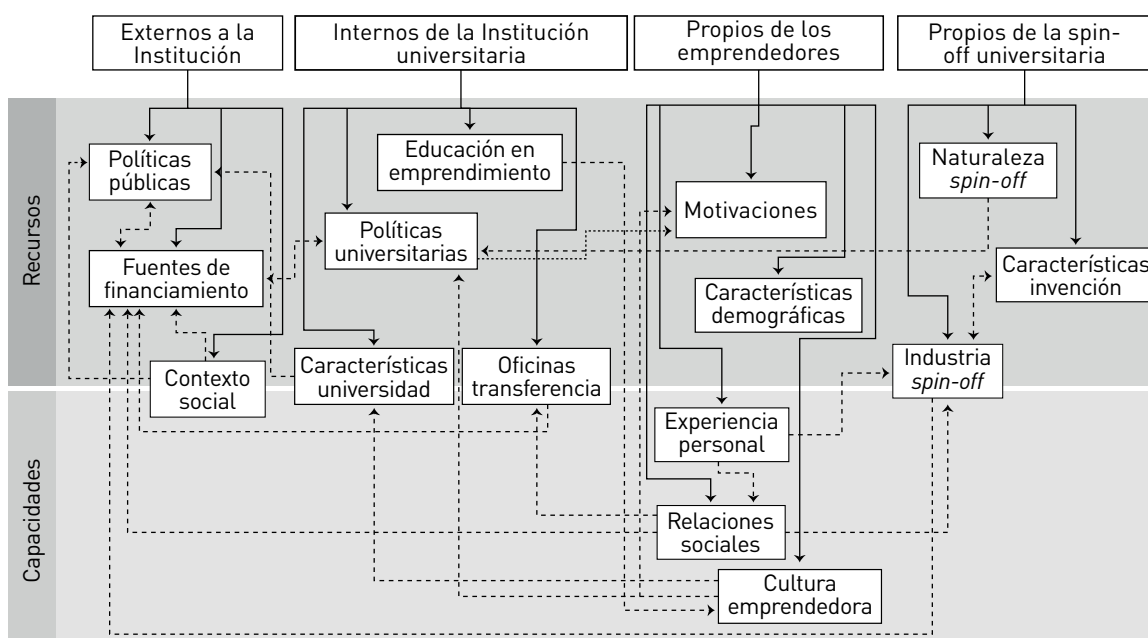 Externos a la
Institución
Internos de la Institución
universitaria
Propios de los
emprendedores
Propios de la spin-
off universitaria
Recursos
Políticas
públicas
Educación en
emprendimiento
Naturaleza
spin-off
Motivaciones
Políticas
universitarias
Fuentes de
financiamiento
Características
invención
Características
demográficas
Contexto
social
Características
universidad
Oficinas
transferencia
Industria
spin-off
Capacidades
Experiencia
personal
Relaciones
sociales
Cultura
emprendedora